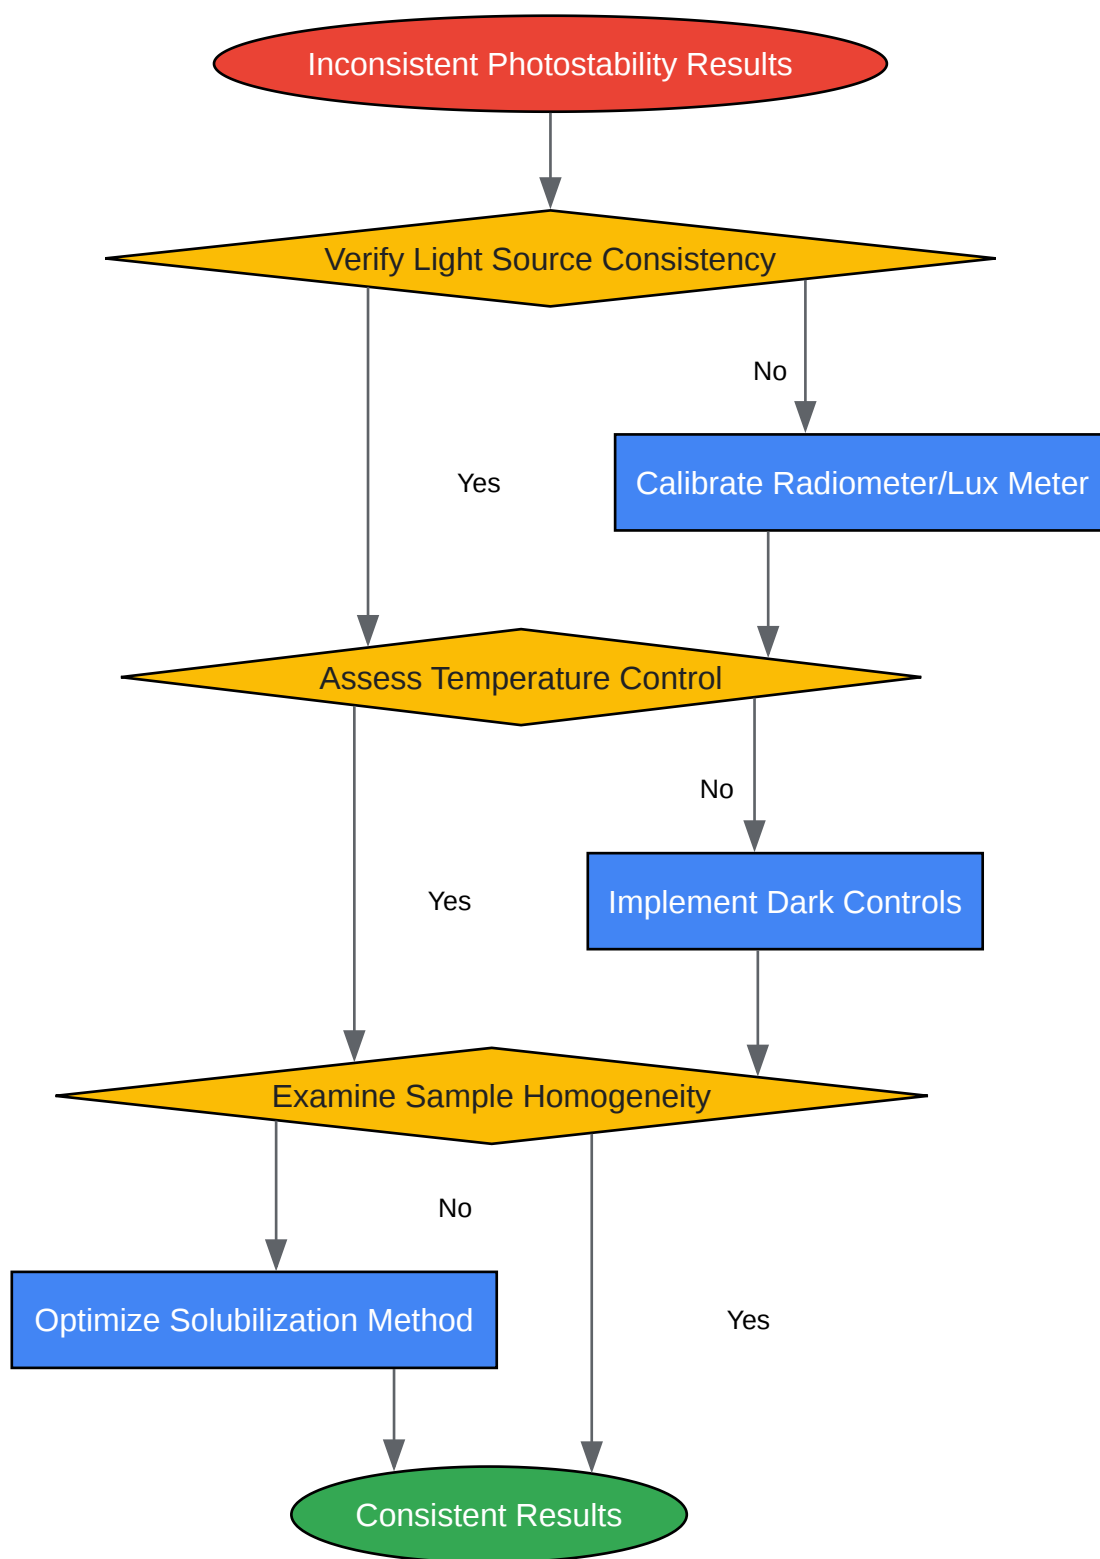 Inconsistent Photostability Results
Verify Light Source Consistency
No
Yes
Calibrate Radiometer/Lux Meter
Assess Temperature Control
No
Yes
Implement Dark Controls
Examine Sample Homogeneity
No
Optimize Solubilization Method
Yes
Consistent Results